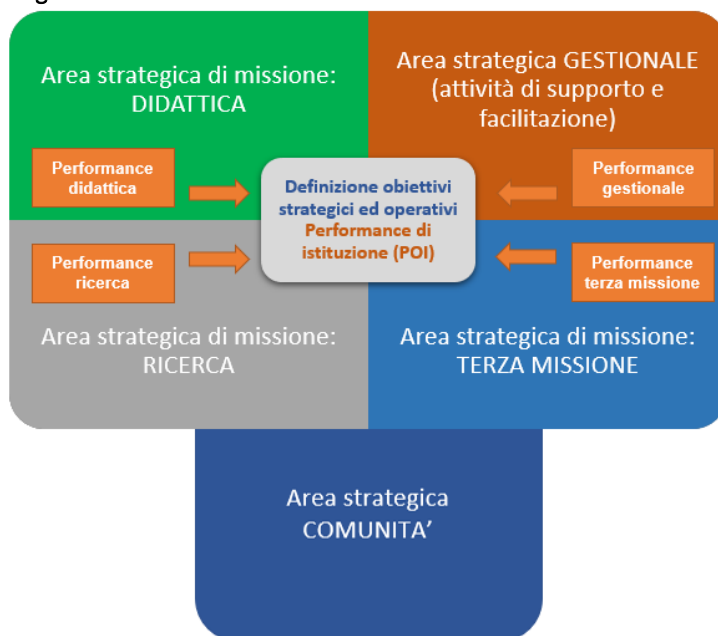 Area strategica di missione:
DIDATTICA
Area strategica GESTIONALE
(attività di supporto e
facilitazione)
Performance
didattica
Definizione obiettivi
strategici ed operativi
Performance di
istituzione (POI)
Performance
gestionale
Performance
ricerca
Performance
terza missione
Area strategica di missione:
RICERCA
Area strategica di missione:
TERZA MISSIONE
Area strategica
COMUNITA’